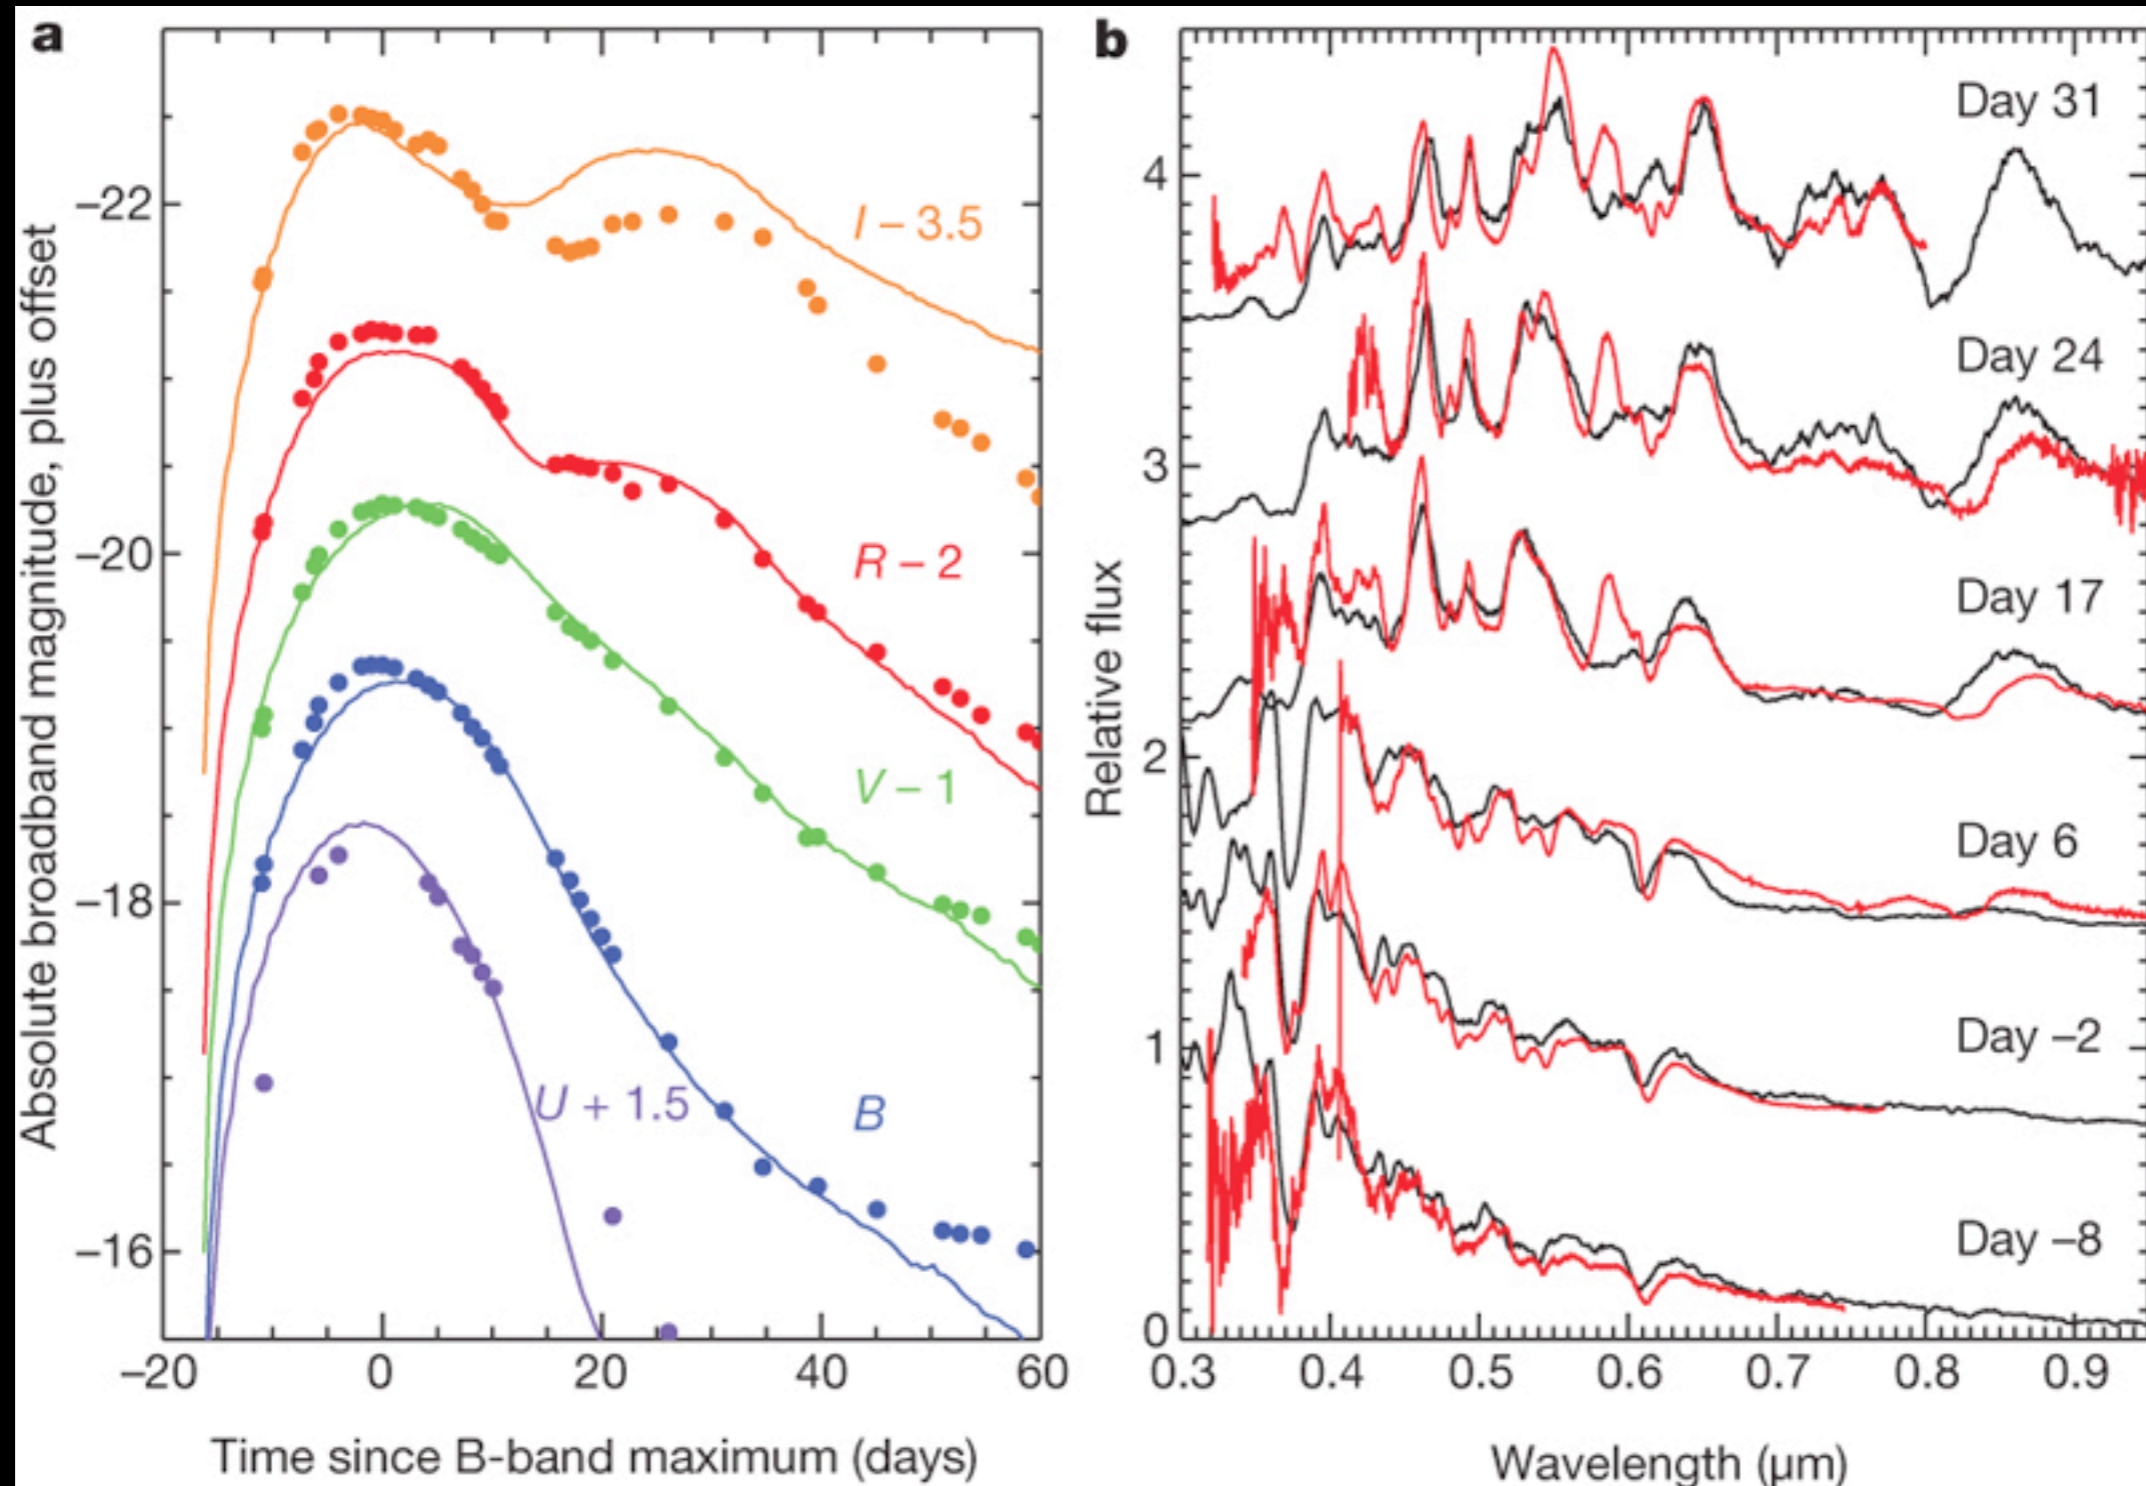 a
Absolute broadband magnitude, plus offset
−22
−20
−18
−16
I − 3.5
R − 2
V − 1
U + 1.5
B
−20 0 20 40 60
Time since B-band maximum (days)
b
Relative flux
4
3
2
1
0
Day 31
Day 24
Day 17
Day 6
Day −2
Day −8
0.3 0.4 0.5 0.6 0.7 0.8 0.9
Wavelength (μm)